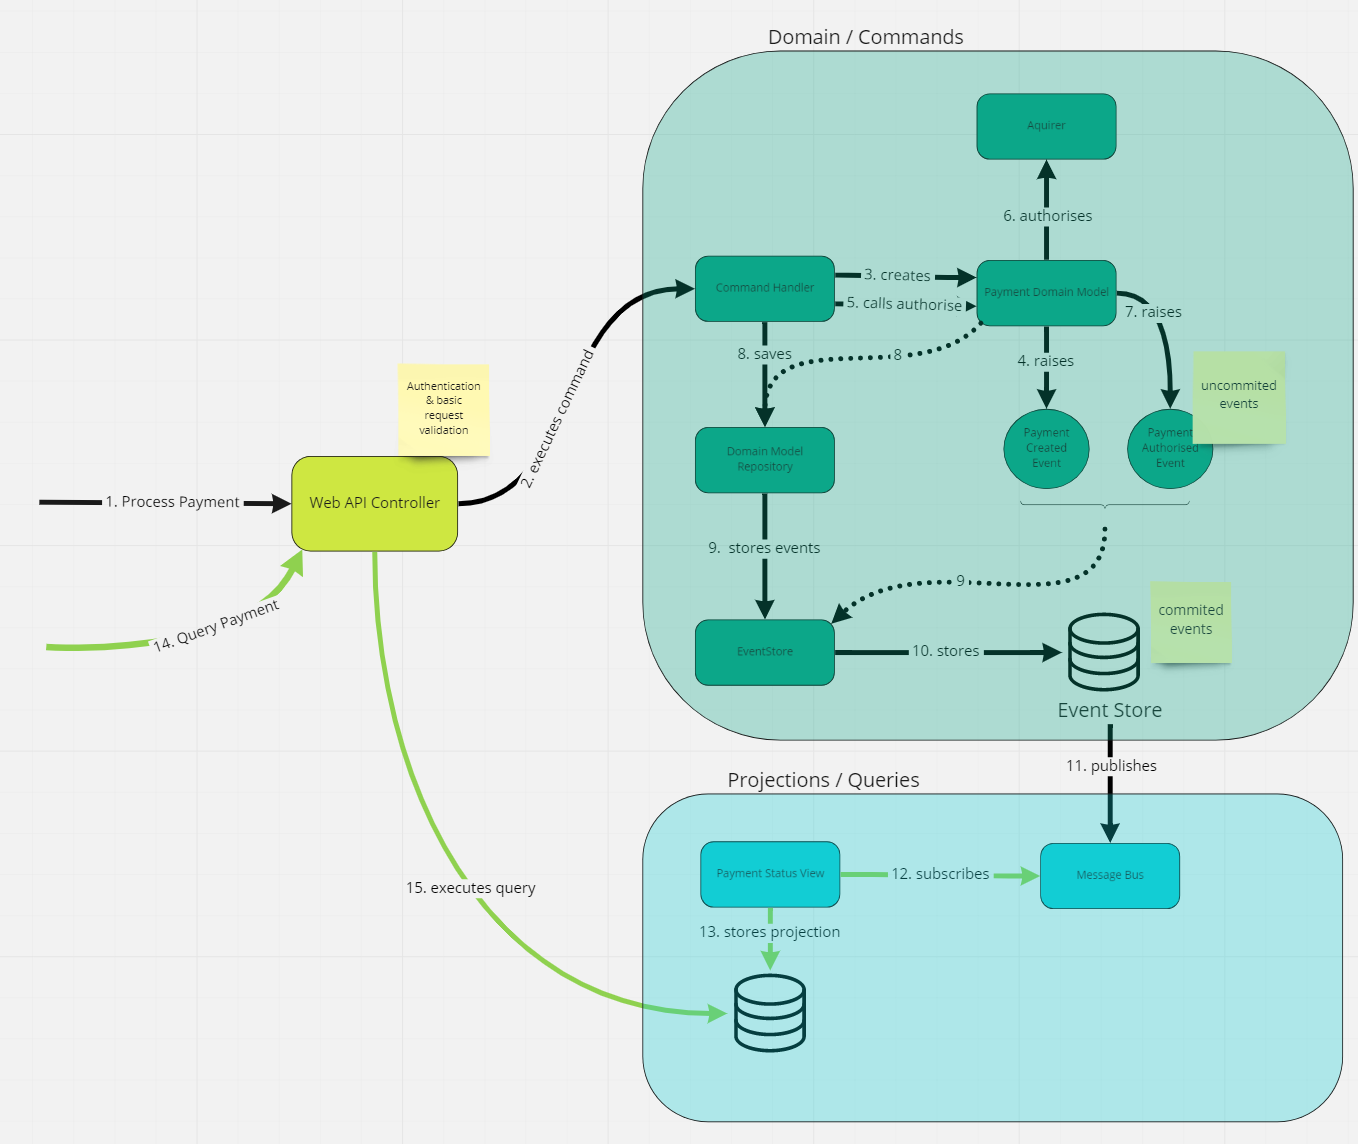 Domain / Commands
Aquirer
6. authorises
Command Handler
3. creates
5. calls authorise
Payment Domain Model
7. raises
8. saves
8
4. raises
uncommited
events
Authentication
& basic
request
validation
2. executes command
Domain Model
Repository
Payment
Created
Event
Payment
Authorised
Event
1. Process Payment
Web API Controller
9.  stores events
9
14. Query Payment
commited
events
EventStore
10. stores
Event Store
11. publishes
Projections / Queries
Payment Status View
12. subscribes
Message Bus
15. executes query
13. stores projection